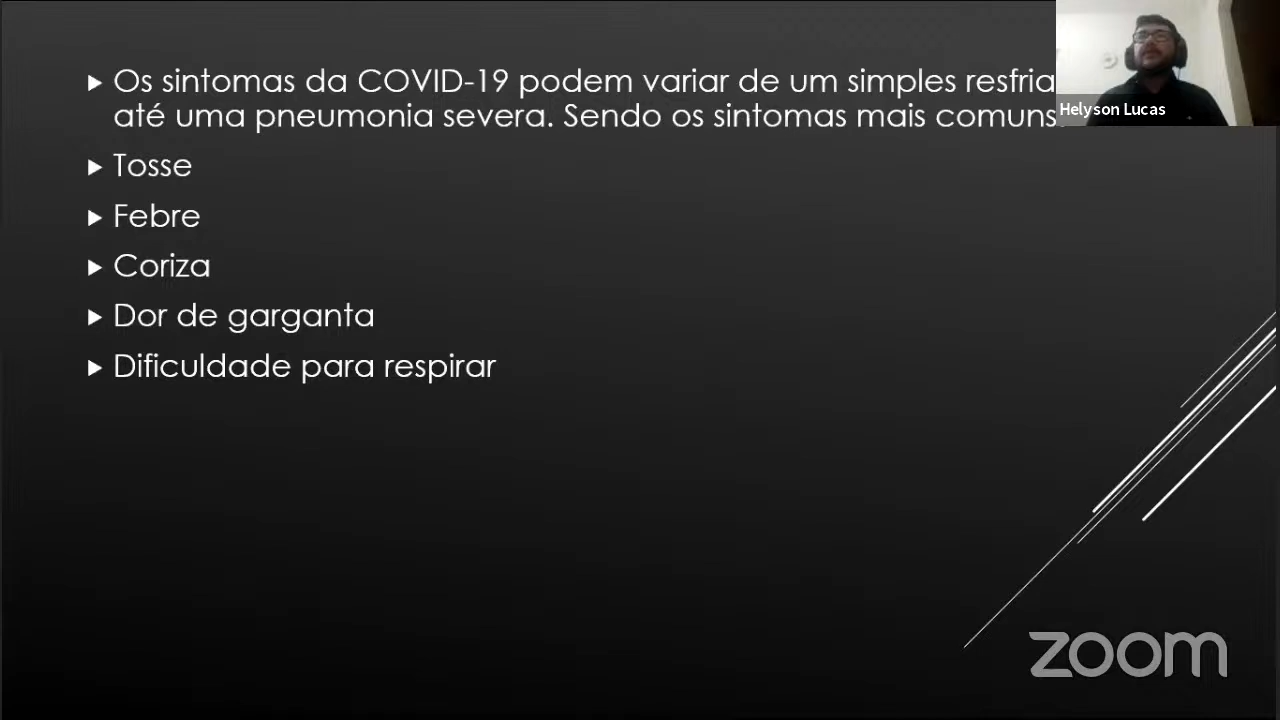 Os sintomas da COVID-19 podem variar de um simples resfria
até uma pneumonia severa. Sendo os sintomas mais comuns
Tosse
Febre
Coriza
Dor de garganta
Dificuldade para respirar
Helyson Lucas
zoom